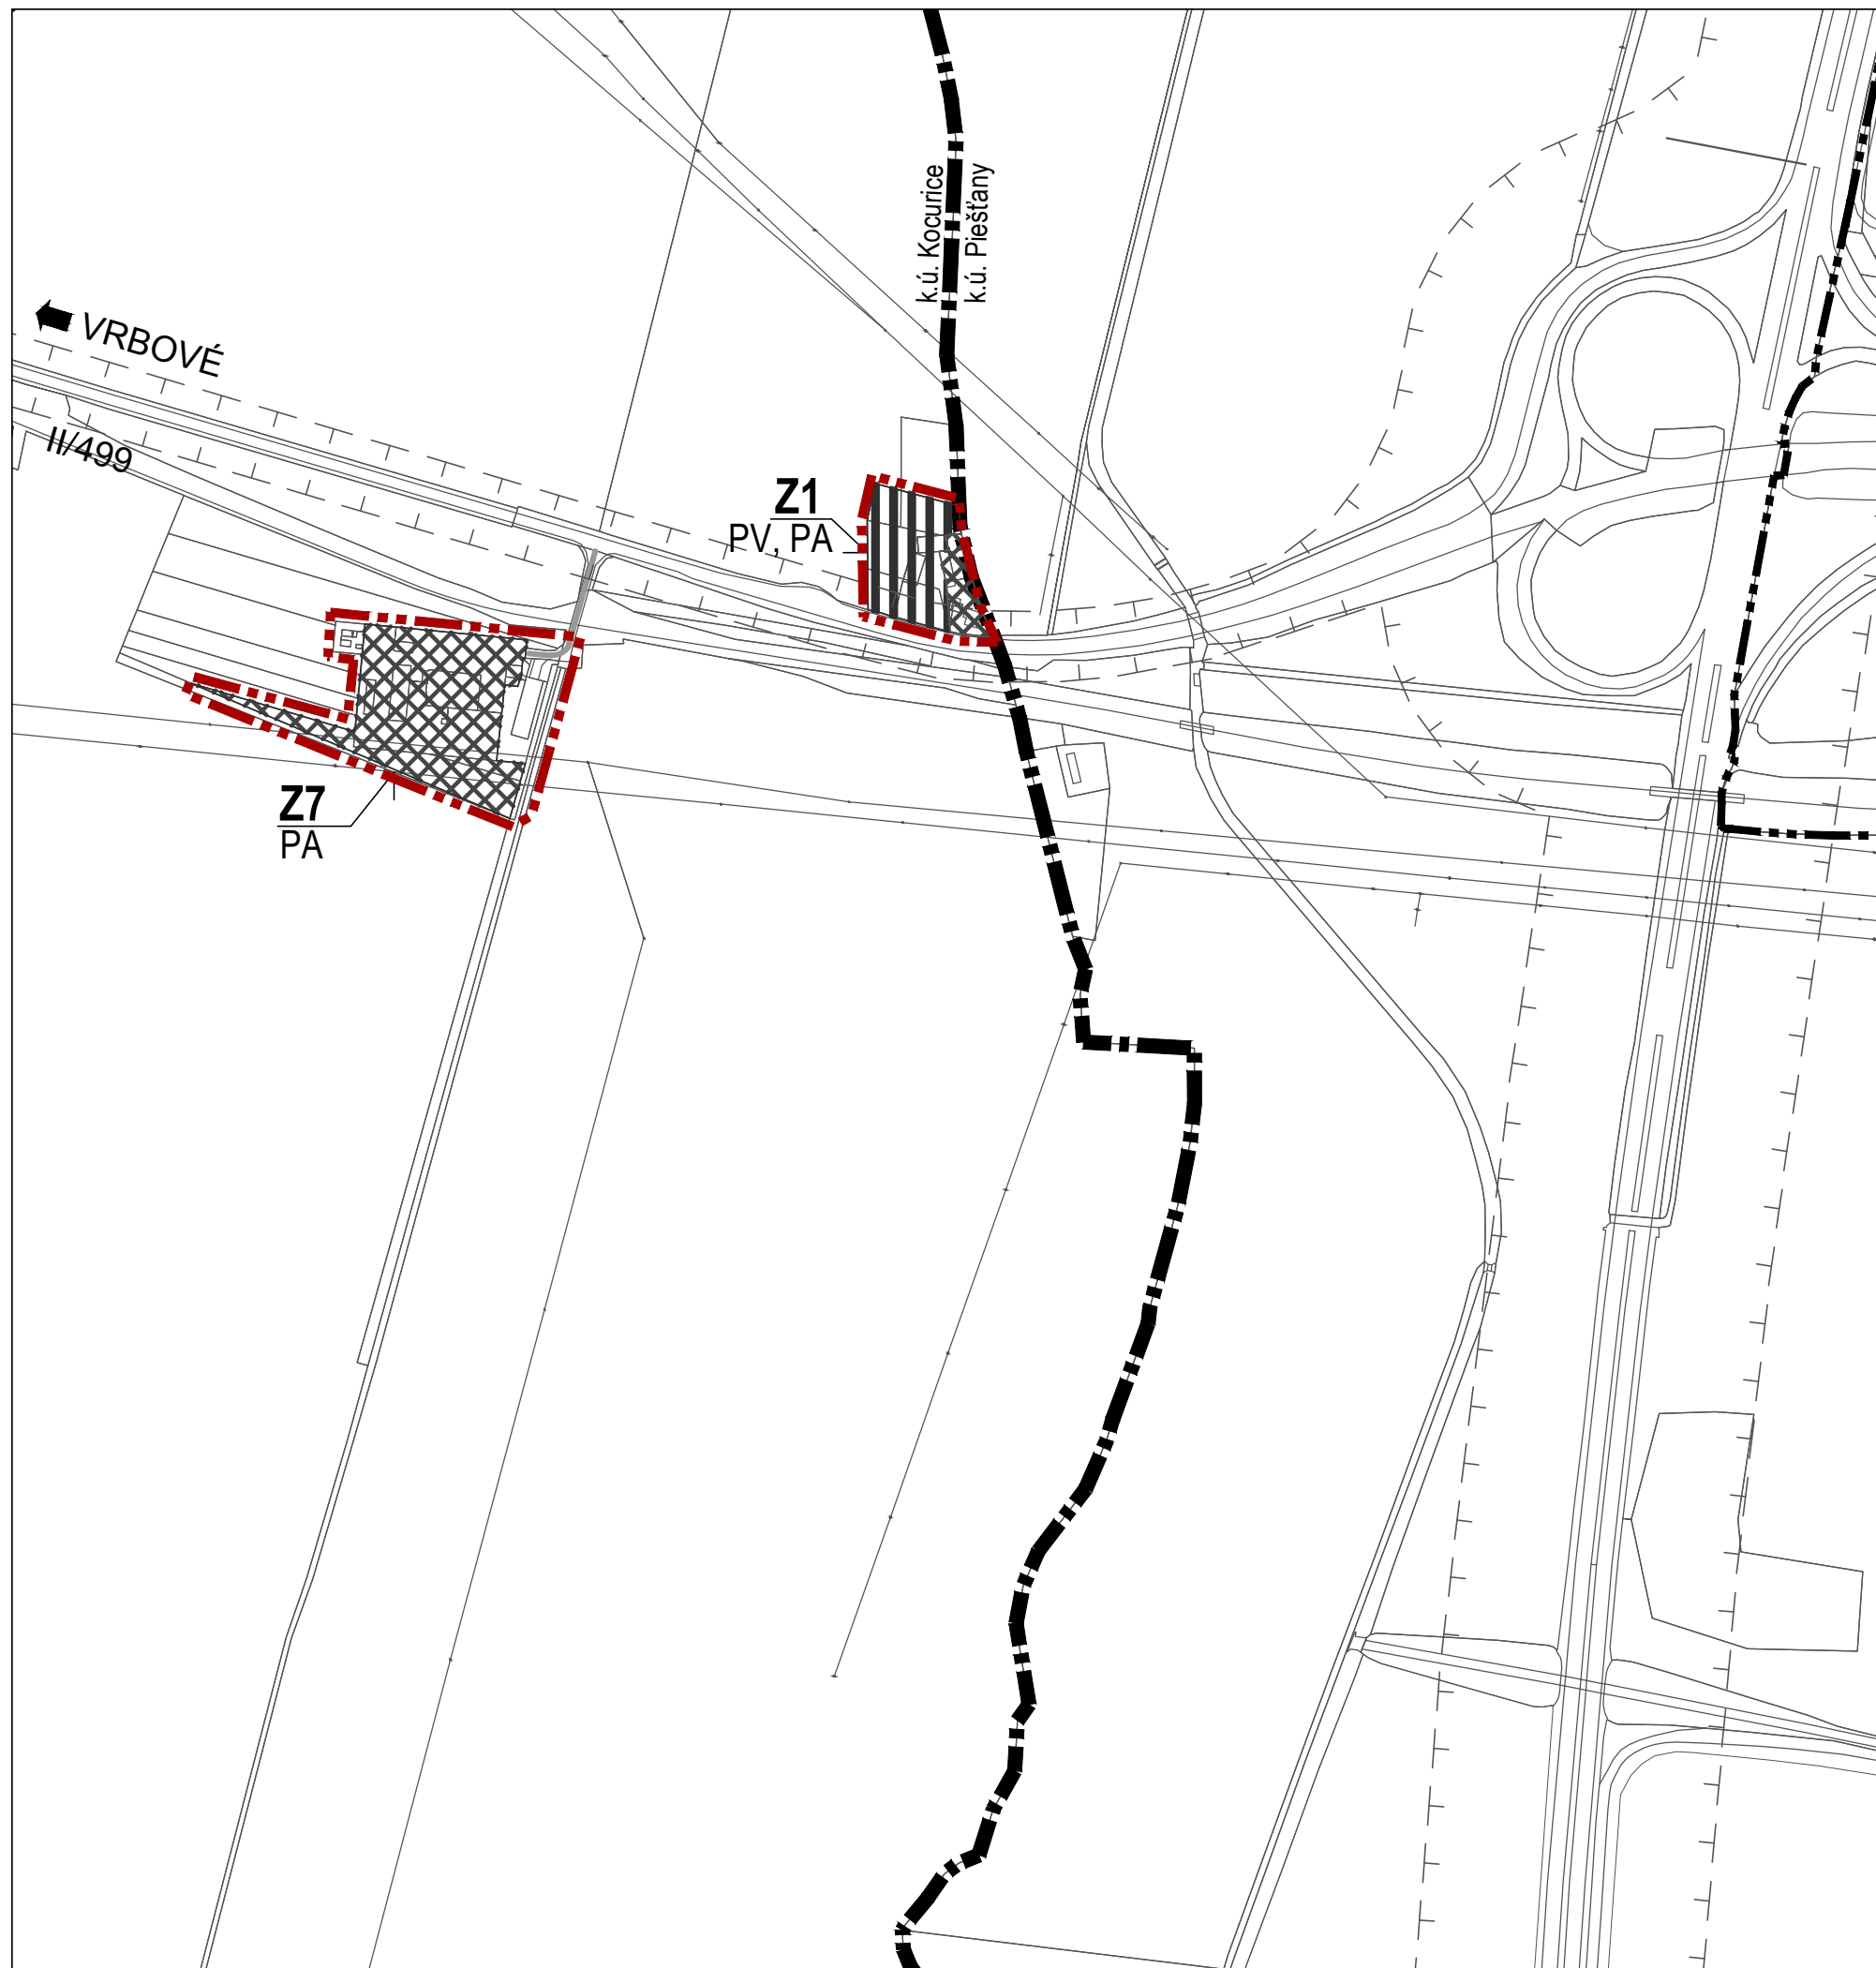 k.ú. Kocurice
k.ú. Piešťany
VRBOVÉ
II/499
Z1
PV, PA
Z7
PA